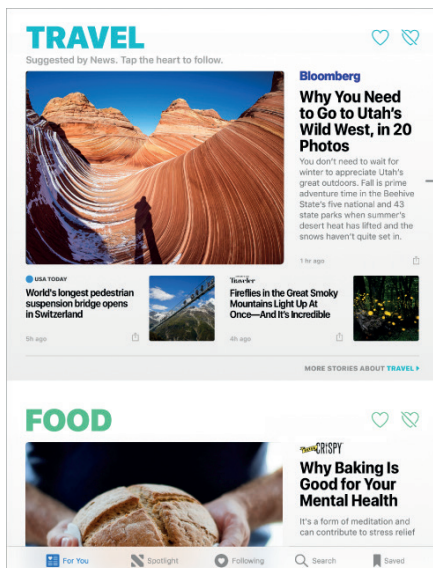 TRAVEL
Suggested by News. Tap the heart to follow.
Bloomberg
Why You Need
to Go to Utah's
Wild West, in 20
Photos
You don't need to wait for
winter to appreciate Utah's
great outdoors. Fall is prime
adventure time in the Beehive
State's five national and 43
state parks when summer's
desert heat has lifted and the
snows haven't quite set in.
1 hr ago
USA TODAY
World's longest pedestrian
suspension bridge opens
in Switzerland
5h ago
Traveler
Fireflies in the Great Smoky
Mountains Light Up At
Once—And It's Incredible
4h ago
MORE STORIES ABOUT TRAVEL
FOOD
CRISPY
Why Baking Is
Good for Your
Mental Health
It's a form of meditation and
can contribute to stress relief
For You
Spotlight
Following
Search
Saved